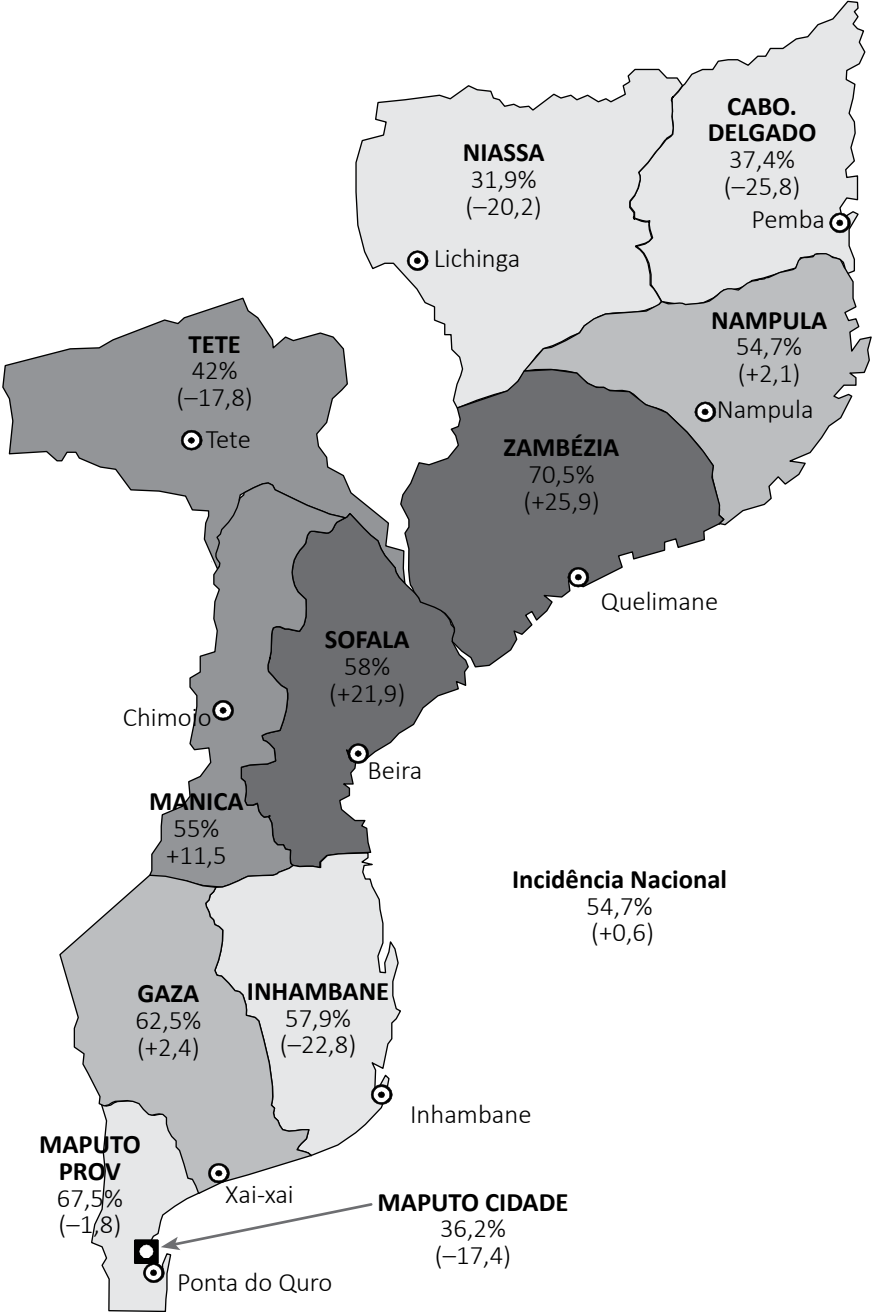 CABO.
DELGADO
37,4%
(–25,8)
Pemba
NIASSA
31,9%
(–20,2)
Lichinga
NAMPULA
54,7%
(+2,1)
Nampula
TETE
42%
(–17,8)
Tete
ZAMBÉZIA
70,5%
(+25,9)
Quelimane
SOFALA
58%
(+21,9)
Chimoio
Beira
MANICA
55%
+11,5
Incidência Nacional
54,7%
(+0,6)
GAZA
62,5%
(+2,4)
INHAMBANE
57,9%
(–22,8)
Inhambane
MAPUTO
PROV
67,5%
(–1,8)
Xai-xai
MAPUTO CIDADE
36,2%
(–17,4)
Ponta do Quro